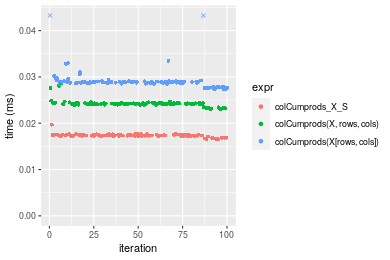 0.04
0.03
0.02
0.01
0.00
time (ms)
0
25
50
75
100
iteration
expr
colCumprods_X_S
colCumprods(X, rows, cols)
colCumprods(X[rows, cols])